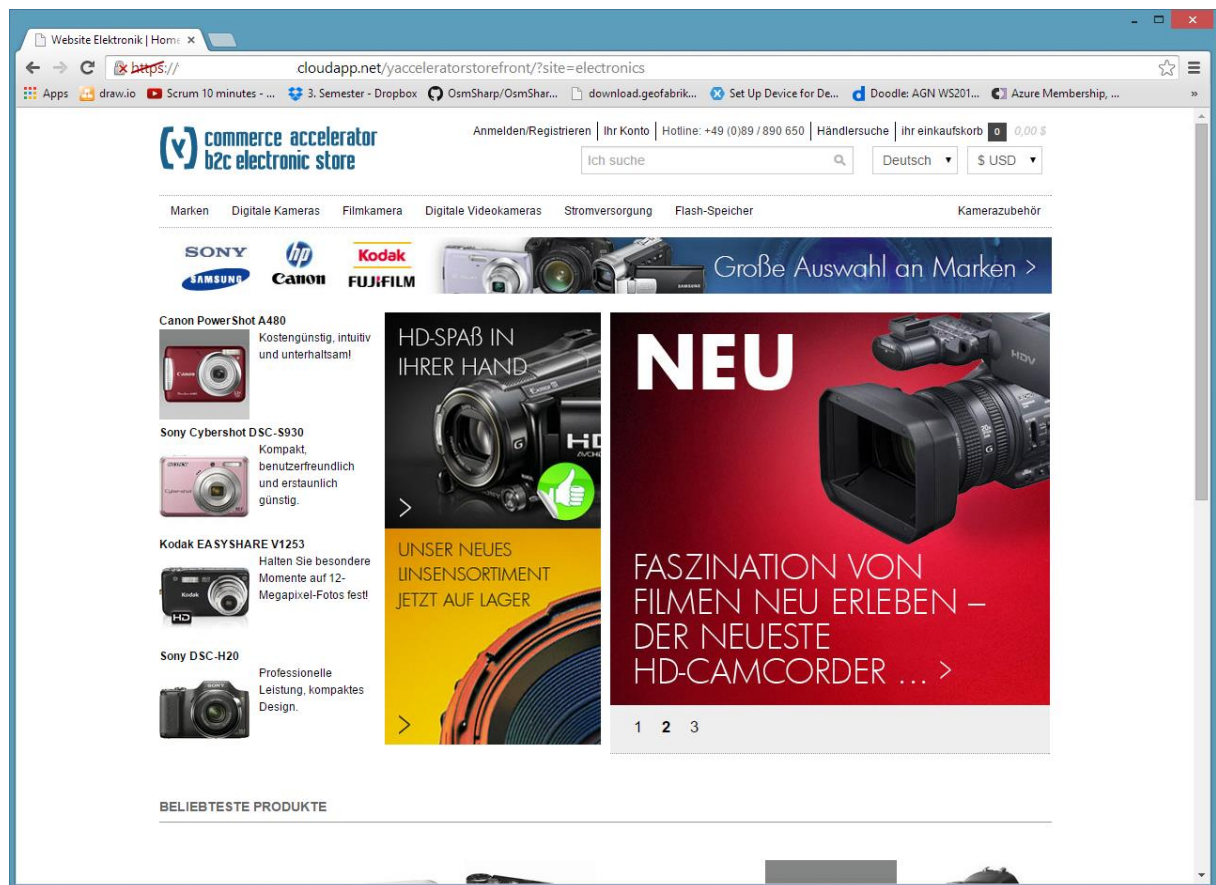 Website Elektronik | Home
https:// cloudapp.net/yacceleratorstorefront/?site=electronics
Apps draw.io Scrum 10 minutes - ... 3. Semester - Dropbox OsmSharp/OsmShar... download.geofabrik... Set Up Device for De... Doodle: AGN WS201... Azure Membership, ... »
commerce accelerator
b2c electronic store
Anmelden/Registrieren Ihr Konto Hotline: +49 (0)89 / 890 650 Händlersuche ihr einkaufskorb 0 0,00 $
Ich suche Deutsch $ USD
Marken Digitale Kameras Filmkamera Digitale Videokameras Stromversorgung Flash-Speicher Kamerazubehör
SONY hp Kodak
SAMSUNG Canon FUJIFILM
Große Auswahl an Marken >
Canon PowerShot A480
Kostengünstig, intuitiv
und unterhaltsam!
Sony Cybershot DSC-S930
Kompakt,
benutzerfreundlich
und erstaunlich
günstig.
Kodak EASYSHARE V1253
Halten Sie besondere
Momente auf 12-
Megapixel-Fotos fest!
Kodak
HD
Sony DSC-H20
Professionelle
Leistung, kompaktes
Design.
HD-SPAß IN
IHRER HAND
>
UNSER NEUES
LINSENSORTIMENT
JETZT AUF LAGER
>
NEU
HDV
FASZINATION VON
FILMEN NEU ERLEBEN –
DER NEUESTE
HD-CAMCORDER ... >
1 2 3
BELIEBTESTE PRODUKTE